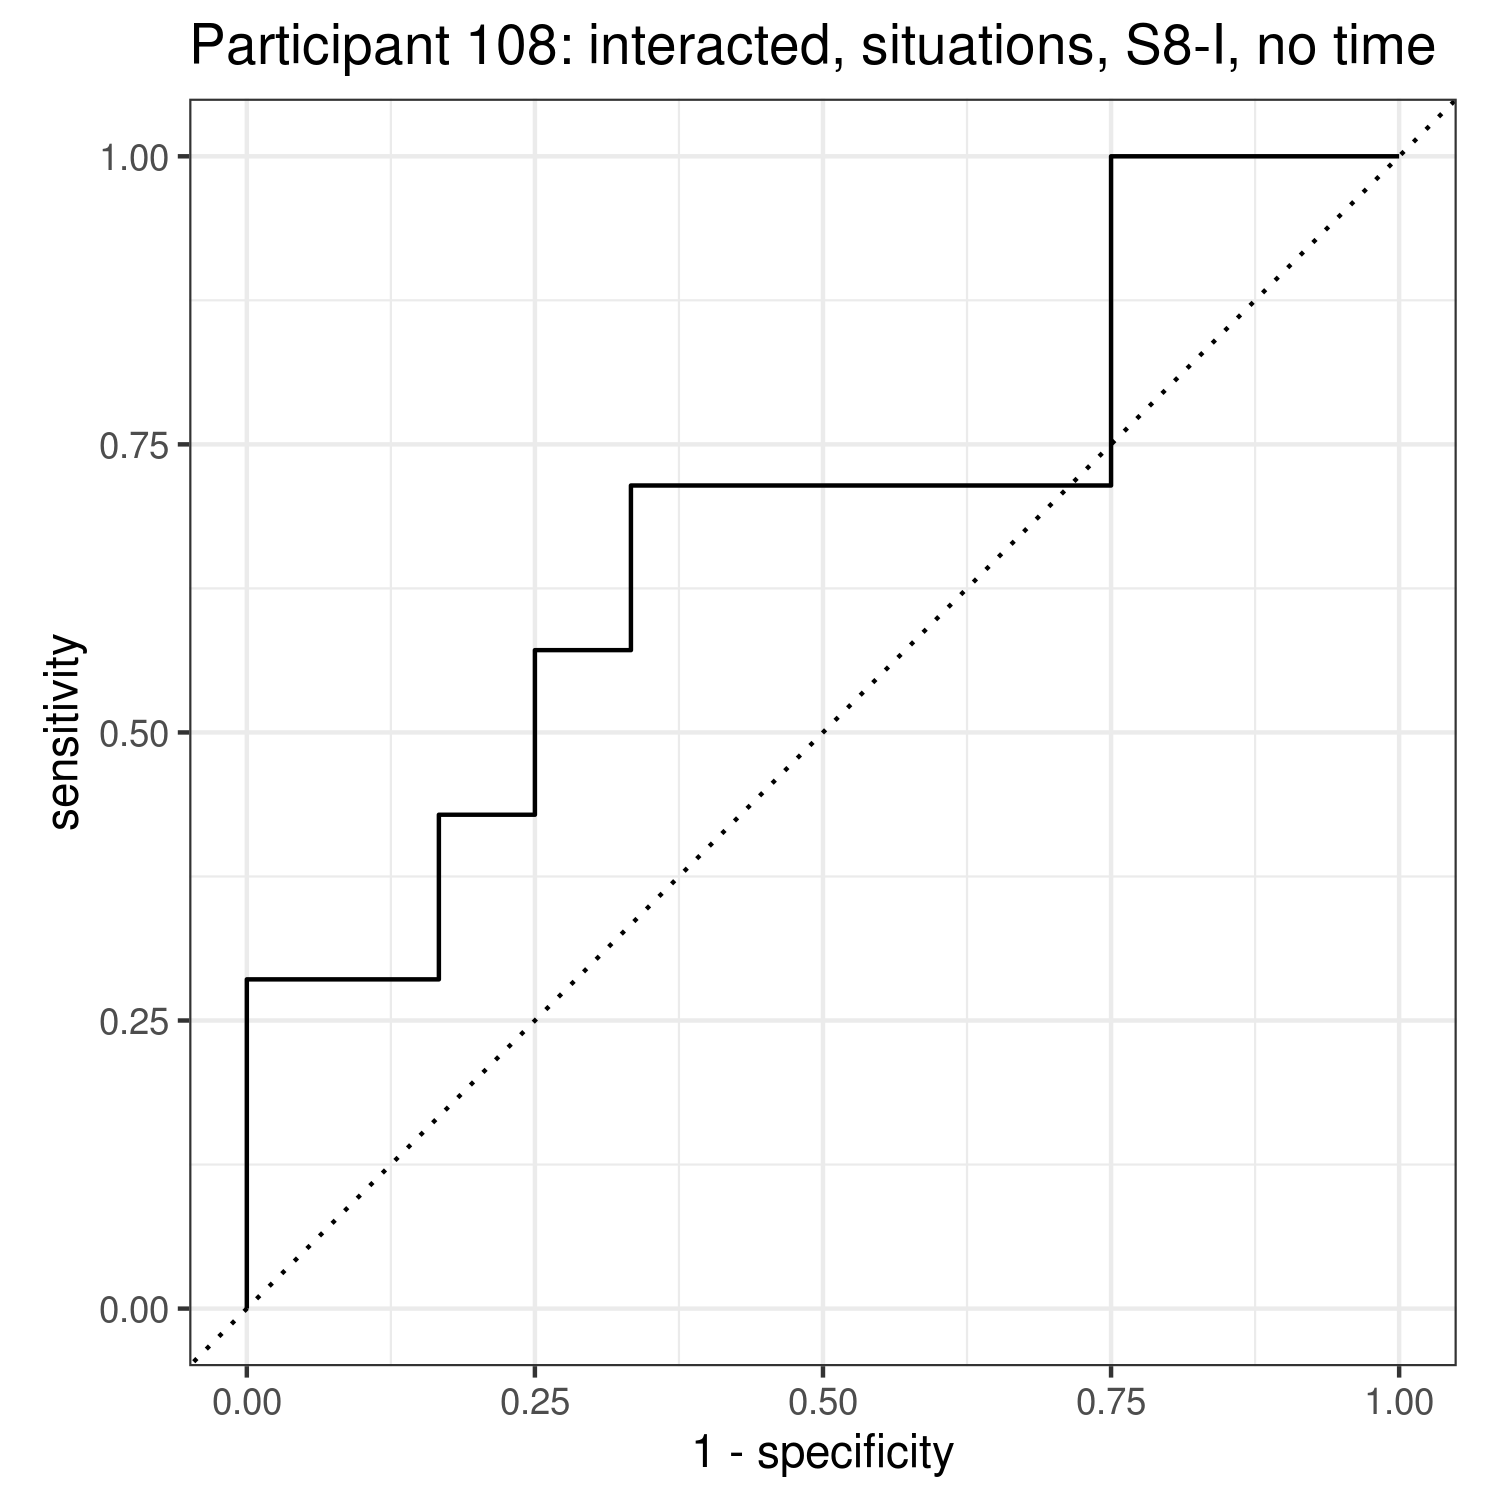 Participant 108: interacted, situations, S8-I, no time
1.00
0.75
0.50
0.25
0.00
sensitivity
0.00 0.25 0.50 0.75 1.00
1 - specificity